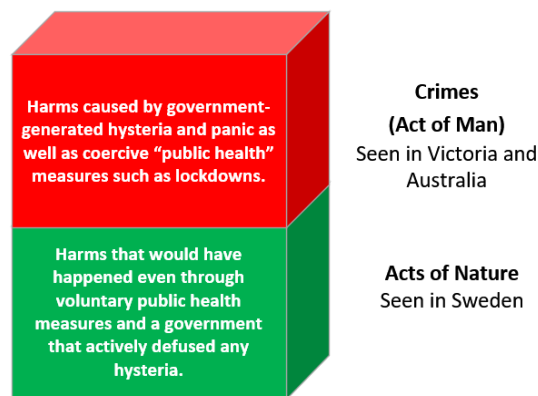 Harms caused by government-
generated hysteria and panic as
well as coercive “public health”
measures such as lockdowns.
Crimes
(Act of Man)
Seen in Victoria and
Australia
Harms that would have
happened even through
voluntary public health
measures and a government
that actively defused any
hysteria.
Acts of Nature
Seen in Sweden